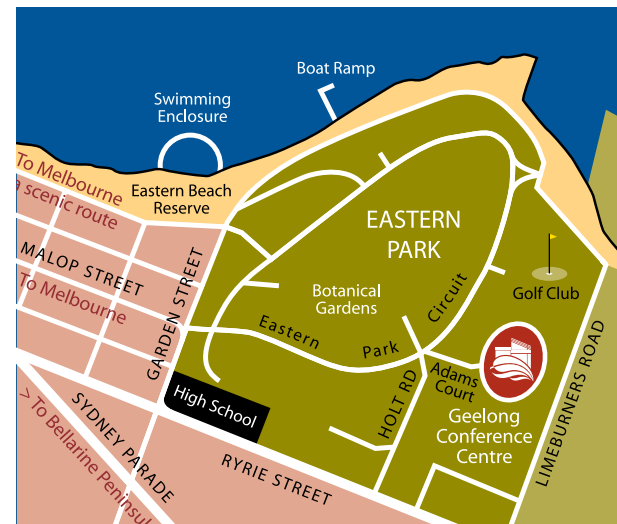 Boat Ramp
Swimming
Enclosure
To Melbourne
a scenic route
Eastern Beach
Reserve
EASTERN
PARK
MALOP STREET
To Melbourne
GARDEN STREET
Botanical
Gardens
Golf Club
Eastern Park Circuit
Adams
Court
HOLT RD
High School
Geelong
Conference
Centre
LIMEBURNERS ROAD
SYDNEY PARADE
> To Bellarine Peninsul
RYRIE STREET